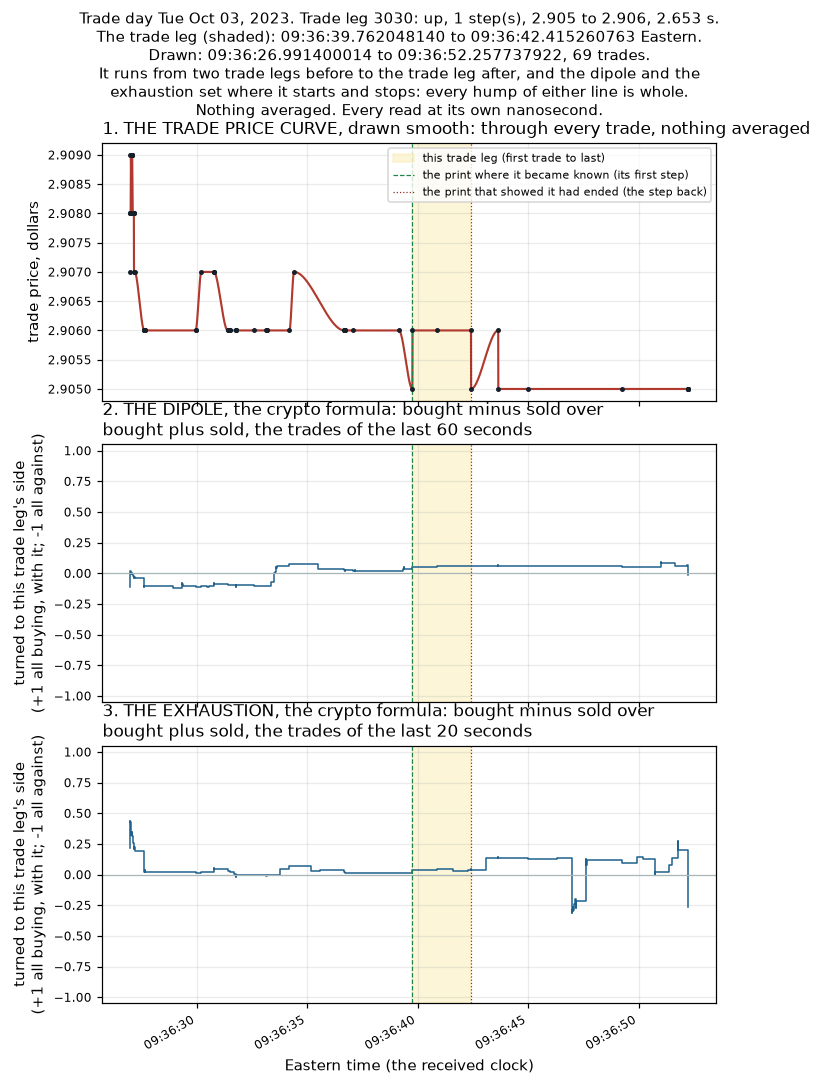 Trade day Tue Oct 03, 2023. Trade leg 3030: up, 1 step(s), 2.905 to 2.906, 2.653 s.
The trade leg (shaded): 09:36:39.762048140 to 09:36:42.415260763 Eastern.
Drawn: 09:36:26.991400014 to 09:36:52.257737922, 69 trades.
It runs from two trade legs before to the trade leg after, and the dipole and the
exhaustion set where it starts and stops: every hump of either line is whole.
Nothing averaged. Every read at its own nanosecond.
1. THE TRADE PRICE CURVE, drawn smooth: through every trade, nothing averaged
this trade leg (first trade to last)
the print where it became known (its first step)
the print that showed it had ended (the step back)
trade price, dollars
2.9090
2.9085
2.9080
2.9075
2.9070
2.9065
2.9060
2.9055
2.9050
2. THE DIPOLE, the crypto formula: bought minus sold over
bought plus sold, the trades of the last 60 seconds
turned to this trade leg's side
(+1 all buying, with it; -1 all against)
1.00
0.75
0.50
0.25
0.00
−0.25
−0.50
−0.75
−1.00
3. THE EXHAUSTION, the crypto formula: bought minus sold over
bought plus sold, the trades of the last 20 seconds
turned to this trade leg's side
(+1 all buying, with it; -1 all against)
1.00
0.75
0.50
0.25
0.00
−0.25
−0.50
−0.75
−1.00
09:36:30
09:36:35
09:36:40
09:36:45
09:36:50
Eastern time (the received clock)